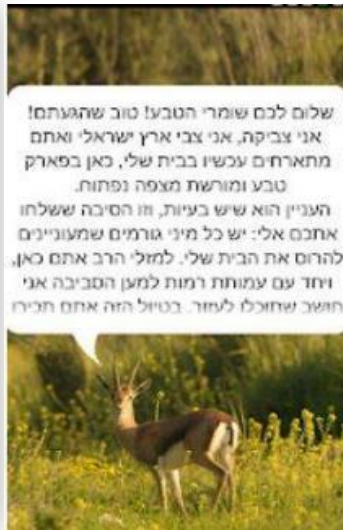 שלום לכם שומרי הטבע! טוב שהגעתם!
אני צביקה, אני צבי ארץ ישראלי ואתם
מתארחים עכשיו בבית שלי, כאן בפארק
טבע ומורשת מצפה נפתוח.
העניין הוא שיש בעיות, וזו הסיבה ששלחו
אתכם אלי: יש כל מיני גורמים שמעוניינים
להרוס את הבית שלי. למזלי הרב אתם כאן,
ויחד עם עמותת רמות למען הסביבה אני
חושב שתוכלו לעזור. בטיול הזה אתם תכירו